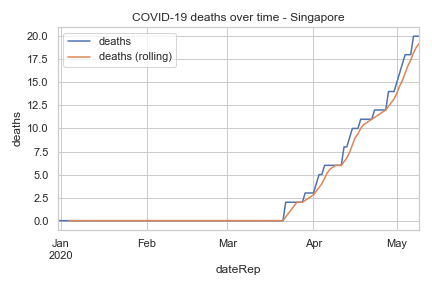 COVID-19 deaths over time - Singapore
deaths
deaths (rolling)
20.0
17.5
15.0
12.5
10.0
7.5
5.0
2.5
0.0
deaths
Jan
2020
Feb
Mar
Apr
May
dateRep